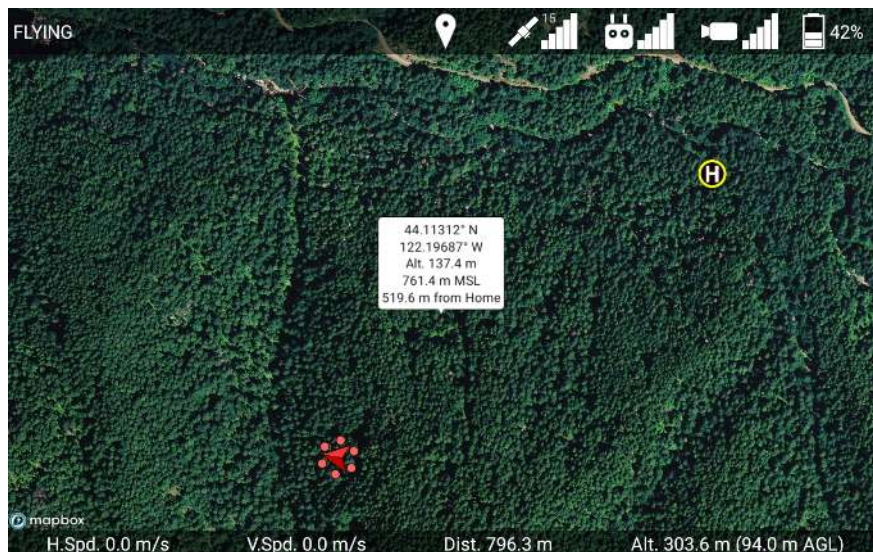 FLYING
15
42%
H
44.11312° N
122.19687° W
Alt. 137.4 m
761.4 m MSL
519.6 m from Home
mapbox
H.Spd. 0.0 m/s V.Spd. 0.0 m/s Dist. 796.3 m Alt. 303.6 m (94.0 m AGL)